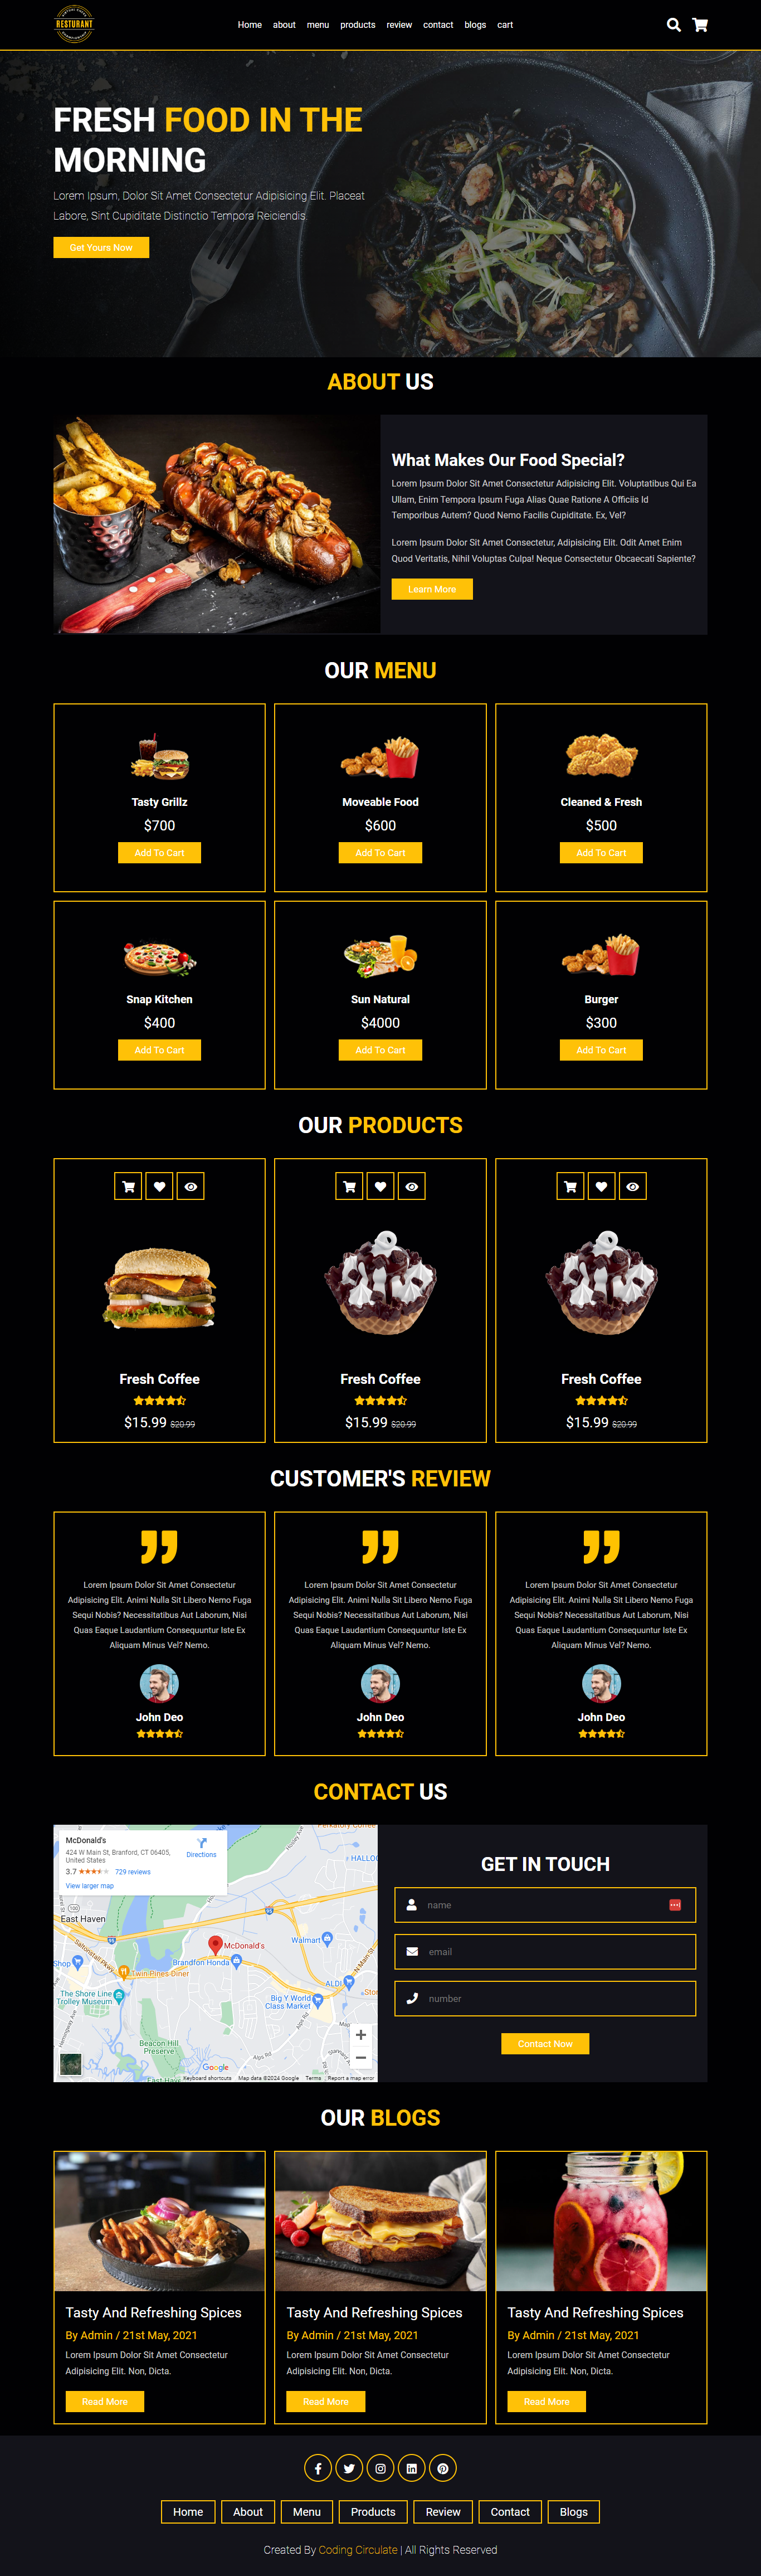 RESTURANT
Home about menu products review contact blogs cart
FRESH FOOD IN THE
MORNING
Lorem Ipsum, Dolor Sit Amet Consectetur Adipisicing Elit. Placeat
Labore, Sint Cupiditate Distinctio Tempora Reiciendis.
Get Yours Now
ABOUT US
What Makes Our Food Special?
Lorem Ipsum Dolor Sit Amet Consectetur Adipisicing Elit. Voluptatibus Qui Ea
Ullam, Enim Tempora Ipsum Fuga Alias Quae Ratione A Officiis Id
Temporibus Autem? Quod Nemo Facilis Cupiditate. Ex, Vel?
Lorem Ipsum Dolor Sit Amet Consectetur, Adipisicing Elit. Odit Amet Enim
Quod Veritatis, Nihil Voluptas Culpa! Neque Consectetur Obcaecati Sapiente?
Learn More
OUR MENU
Tasty Grillz
$700
Add To Cart
Moveable Food
$600
Add To Cart
Cleaned & Fresh
$500
Add To Cart
Snap Kitchen
$400
Add To Cart
Sun Natural
$4000
Add To Cart
Burger
$300
Add To Cart
OUR PRODUCTS
Fresh Coffee
$15.99 $20.99
Fresh Coffee
$15.99 $20.99
Fresh Coffee
$15.99 $20.99
CUSTOMER'S REVIEW
Lorem Ipsum Dolor Sit Amet Consectetur
Adipisicing Elit. Animi Nulla Sit Libero Nemo Fuga
Sequi Nobis? Necessitatibus Aut Laborum, Nisi
Quas Eaque Laudantium Consequuntur Iste Ex
Aliquam Minus Vel? Nemo.
John Deo
Lorem Ipsum Dolor Sit Amet Consectetur
Adipisicing Elit. Animi Nulla Sit Libero Nemo Fuga
Sequi Nobis? Necessitatibus Aut Laborum, Nisi
Quas Eaque Laudantium Consequuntur Iste Ex
Aliquam Minus Vel? Nemo.
John Deo
Lorem Ipsum Dolor Sit Amet Consectetur
Adipisicing Elit. Animi Nulla Sit Libero Nemo Fuga
Sequi Nobis? Necessitatibus Aut Laborum, Nisi
Quas Eaque Laudantium Consequuntur Iste Ex
Aliquam Minus Vel? Nemo.
John Deo
CONTACT US
McDonald's
424 W Main St, Branford, CT 06405,
United States
Directions
3.7 729 reviews
View larger map
HALLO
East Haven
Saltonstall Pkwy
Walmart
McDonald's
Shop
Brandfon Honda
Twin Pines Diner
ALDI
N Main St
Stor
The Shore Line
Trolley Museum
Big Y World
Class Market
Hemingway Ave
Alps Rd
Beacon Hill
Preserve
Alps Rd
Google
Keyboard shortcuts Map data ©2024 Google Terms Report a map error
GET IN TOUCH
name
email
number
Contact Now
OUR BLOGS
Tasty And Refreshing Spices
By Admin / 21st May, 2021
Lorem Ipsum Dolor Sit Amet Consectetur
Adipisicing Elit. Non, Dicta.
Read More
Tasty And Refreshing Spices
By Admin / 21st May, 2021
Lorem Ipsum Dolor Sit Amet Consectetur
Adipisicing Elit. Non, Dicta.
Read More
Tasty And Refreshing Spices
By Admin / 21st May, 2021
Lorem Ipsum Dolor Sit Amet Consectetur
Adipisicing Elit. Non, Dicta.
Read More
Home About Menu Products Review Contact Blogs
Created By Coding Circulate | All Rights Reserved